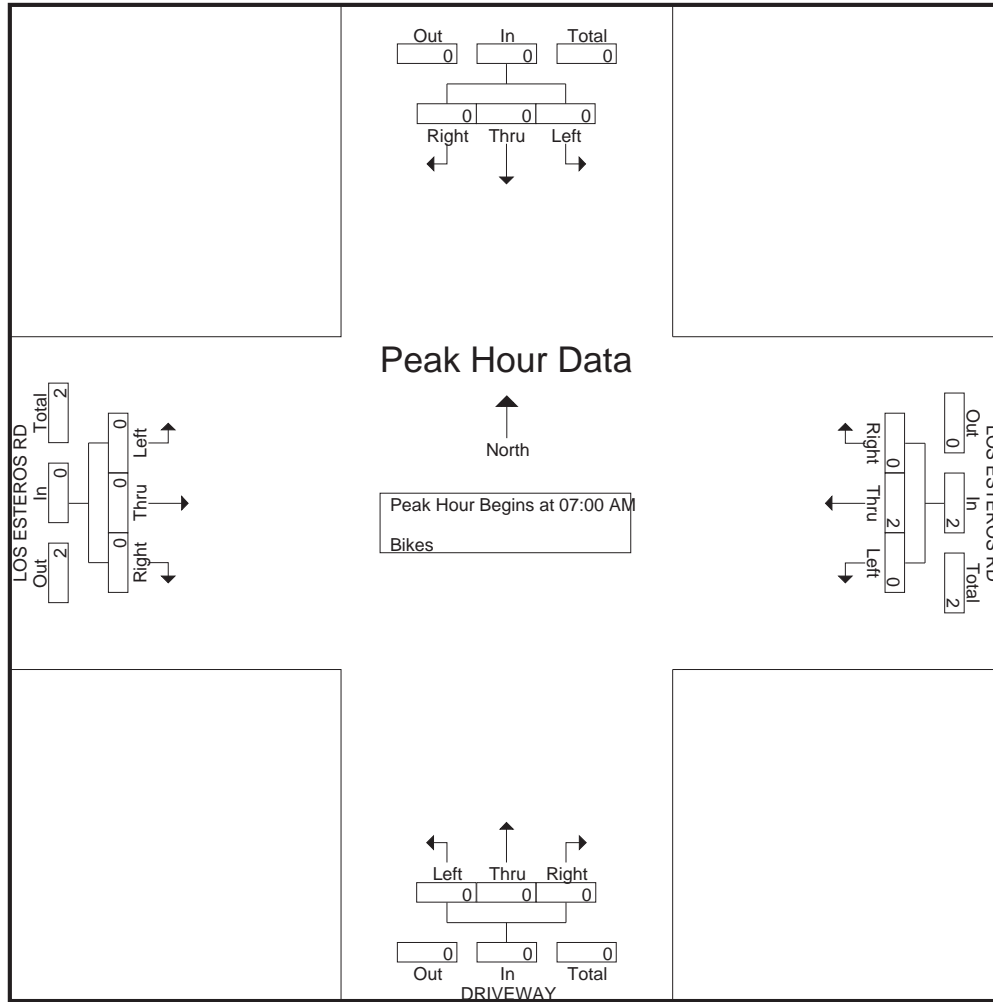 Out In Total
0 0 0
0 0 0
Right Thru Left
Peak Hour Data
North
Peak Hour Begins at 07:00 AM
Bikes
LOS ESTEROS RD
Total In Out
2 0 2
0 0 0
Left Thru Right
LOS ESTEROS RD
Out In Total
0 2 2
0 2 0
Right Thru Left
Left Thru Right
0 0 0
0 0 0
Out In Total
DRIVEWAY